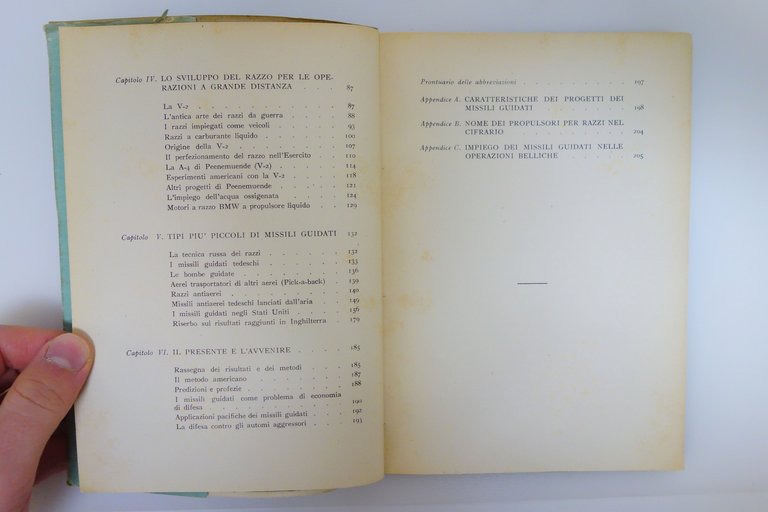 Capitolo IV. LO SVILUPPO DEL RAZZO PER LE OPE-
RAZIONI A GRANDE DISTANZA . . . 87
La V-2 . . . . . . . . . . 87
L'antica arte dei razzi da guerra . . . . 88
I razzi impiegati come veicoli . . . . 93
Razzi a carburante liquido . . . . . 100
Origine della V-2 . . . . . . . 107
Il perfezionamento del razzo nell'Esercito . . 110
La A-4 di Peenemuende (V-2) . . . . 114
Esperimenti americani con la V-2 . . . 118
Altri progetti di Peenemuende . . . . 121
L'impiego dell'acqua ossigenata . . . . 124
Motori a razzo BMW a propulsore liquido . . 129
Capitolo V. TIPI PIU' PICCOLI DI MISSILI GUIDATI 132
La tecnica russa dei razzi . . . . . 132
I missili guidati tedeschi . . . . . 133
Le bombe guidate . . . . . . . 136
Aerei trasportatori di altri aerei (Pick-a-back) . 139
Razzi antiaerei . . . . . . . 140
Missili antiaerei tedeschi lanciati dall'aria . . 149
I missili guidati negli Stati Uniti . . . 156
Riserbo sui risultati raggiunti in Inghilterra . . 170
Capitolo VI. IL PRESENTE E L'AVVENIRE . . . . 185
Rassegna dei risultati e dei metodi . . . 185
Il metodo americano . . . . . . 187
Predizioni e profezie . . . . . . 188
I missili guidati come problema di economia
di difesa . . . . . . . . . 190
Applicazioni pacifiche dei missili guidati . . . 192
La difesa contro gli automi aggressori . . . 193
Prontuario delle abbreviazioni . . . . . . . . 197
Appendice A. CARATTERISTICHE DEI PROGETTI DEI
MISSILI GUIDATI . . . . . . . 198
Appendice B. NOME DEI PROPULSORI PER RAZZI NEL
CIFRARIO . . . . . . . . 204
Appendice C. IMPIEGO DEI MISSILI GUIDATI NELLE
OPERAZIONI BELLICHE . . . . . 205